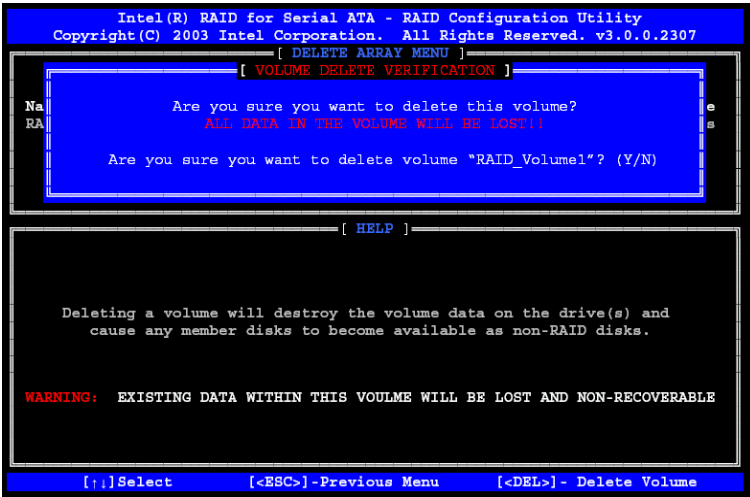 Intel(R) RAID for Serial ATA - RAID Configuration Utility
Copyright(C) 2003 Intel Corporation. All Rights Reserved. v3.0.0.2307
[ DELETE ARRAY MENU ]
[ VOLUME DELETE VERIFICATION ]
Na Are you sure you want to delete this volume? e
RA ALL DATA IN THE VOLUME WILL BE LOST!! s
Are you sure you want to delete volume "RAID_Volume1"? (Y/N)
[ HELP ]
Deleting a volume will destroy the volume data on the drive(s) and
cause any member disks to become available as non-RAID disks.
WARNING: EXISTING DATA WITHIN THIS VOULME WILL BE LOST AND NON-RECOVERABLE
[↑↓]Select [<ESC>]-Previous Menu [<DEL>]- Delete Volume